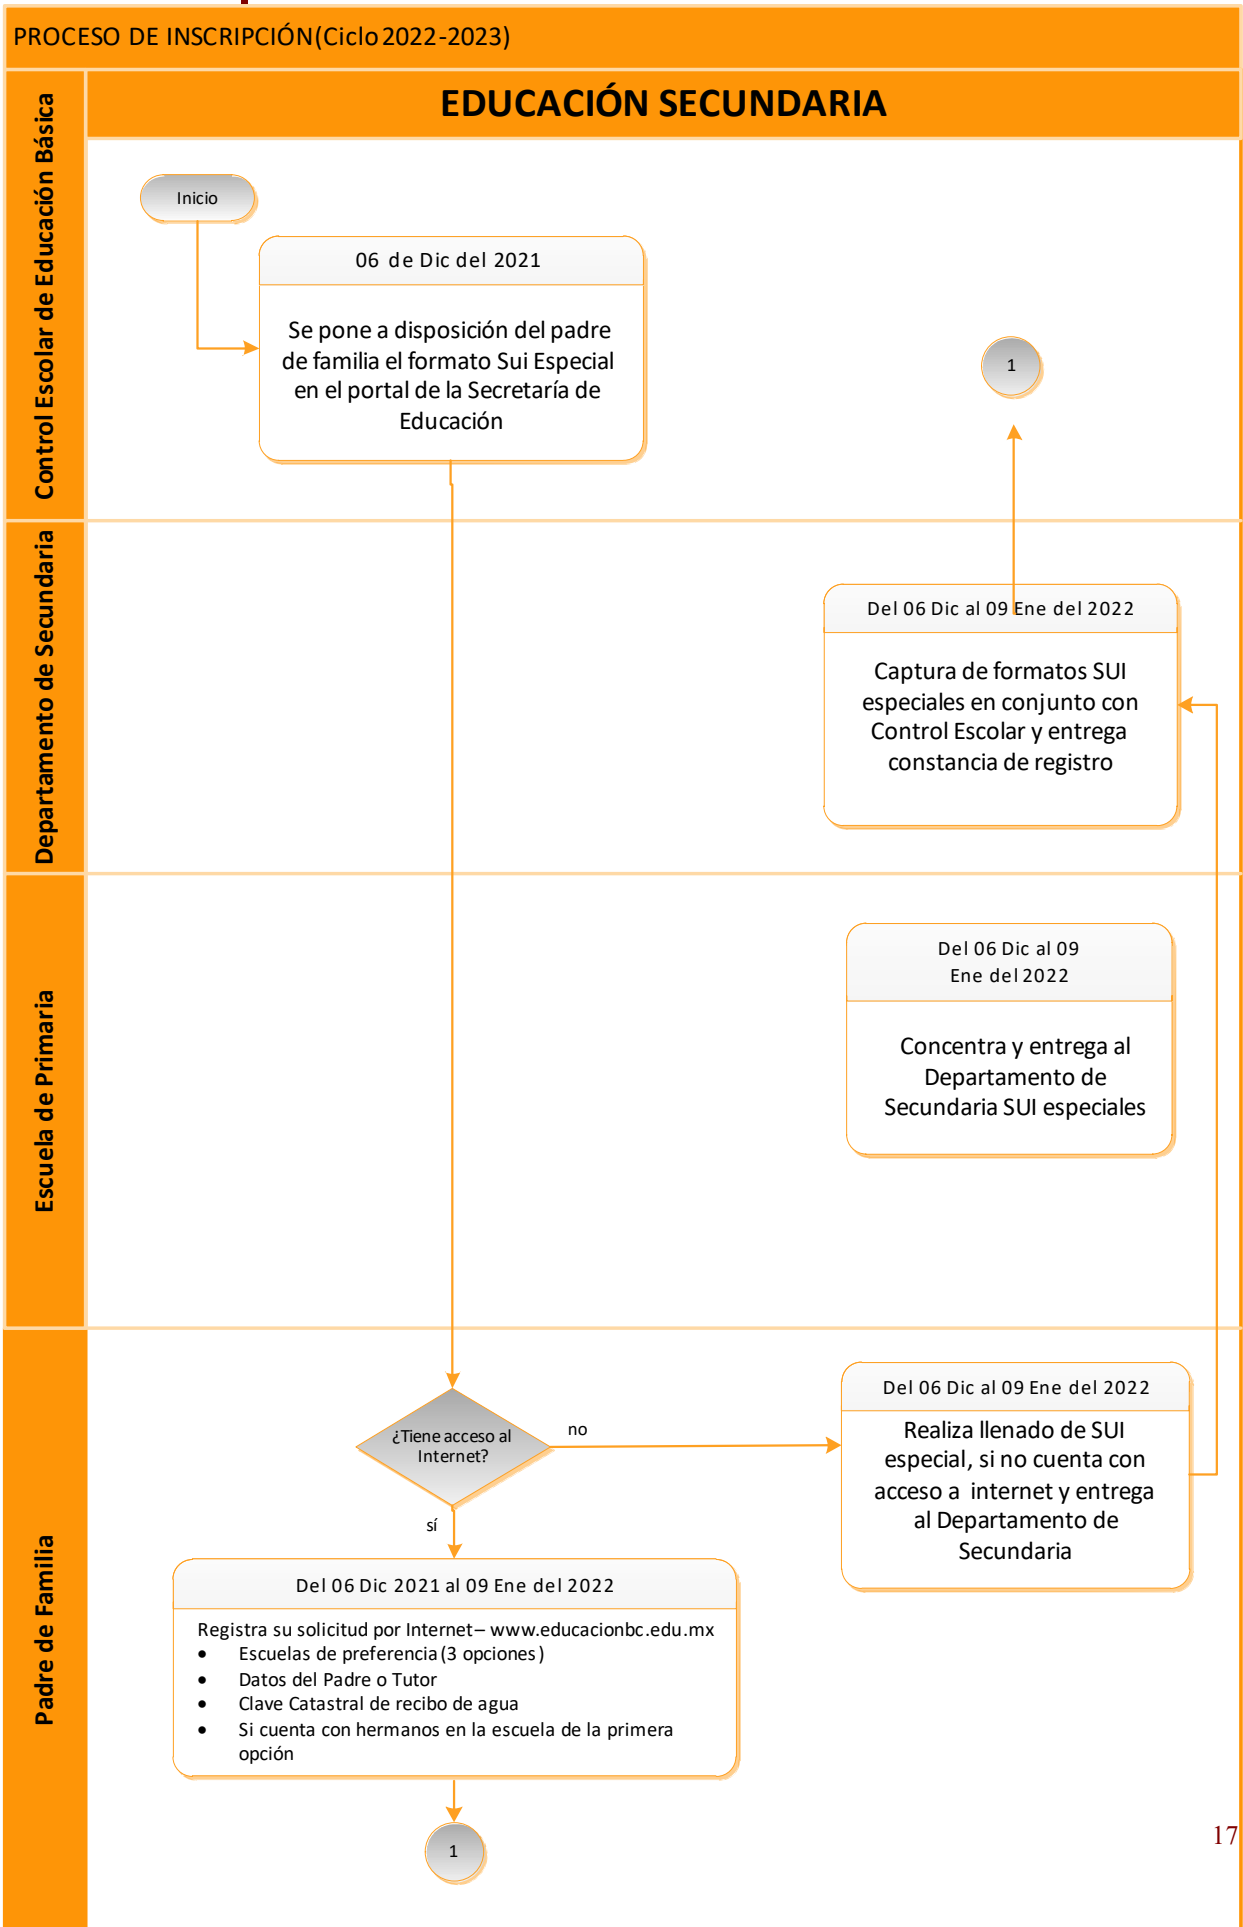 PROCESO DE INSCRIPCIÓN(Ciclo 2022-2023)
EDUCACIÓN SECUNDARIA
Control Escolar de Educación Básica
Inicio
06 de Dic del 2021
Se pone a disposición del padre
de familia el formato Sui Especial
en el portal de la Secretaría de
Educación
1
Departamento de Secundaria
Del 06 Dic al 09 Ene del 2022
Captura de formatos SUI
especiales en conjunto con
Control Escolar y entrega
constancia de registro
Escuela de Primaria
Del 06 Dic al 09
Ene del 2022
Concentra y entrega al
Departamento de
Secundaria SUI especiales
Padre de Familia
¿Tiene acceso al
Internet?
no
sí
Del 06 Dic al 09 Ene del 2022
Realiza llenado de SUI
especial, si no cuenta con
acceso a internet y entrega
al Departamento de
Secundaria
Del 06 Dic 2021 al 09 Ene del 2022
Registra su solicitud por Internet– www.educacionbc.edu.mx
• Escuelas de preferencia (3 opciones)
• Datos del Padre o Tutor
• Clave Catastral de recibo de agua
• Si cuenta con hermanos en la escuela de la primera
opción
1
17